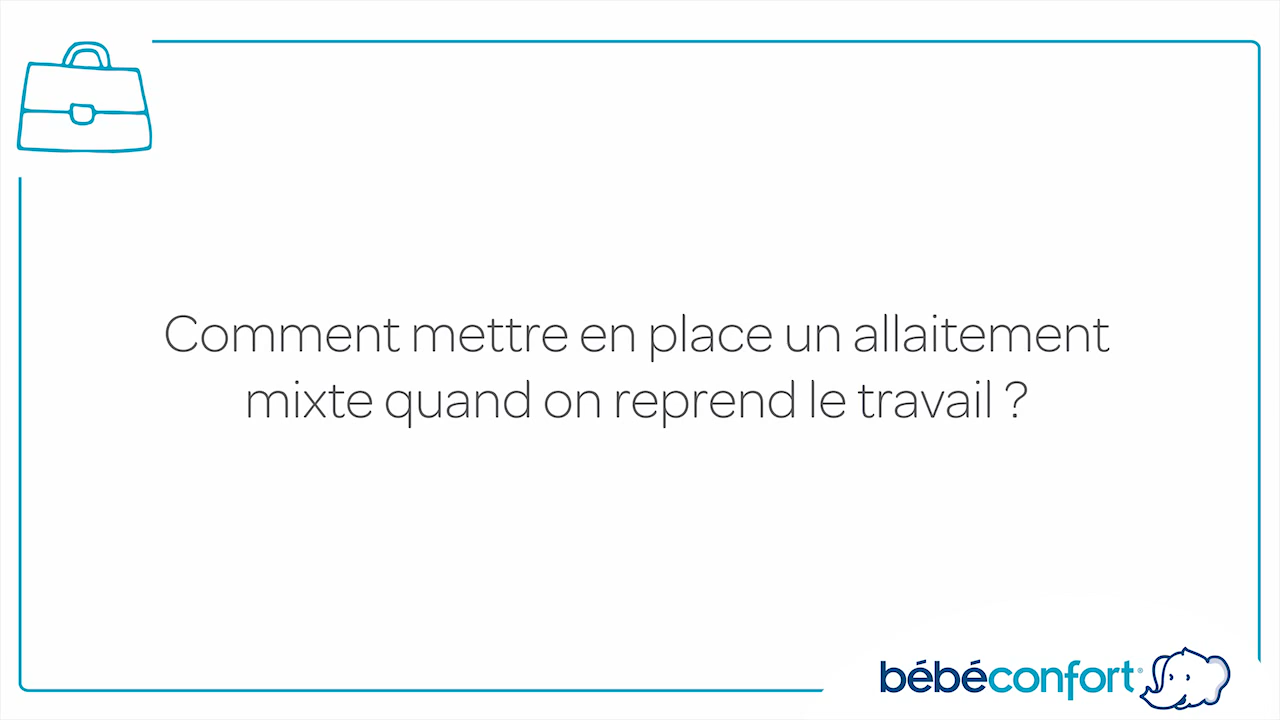 Comment mettre en place un allaitement
mixte quand on reprend le travail ?
bébéconfort®